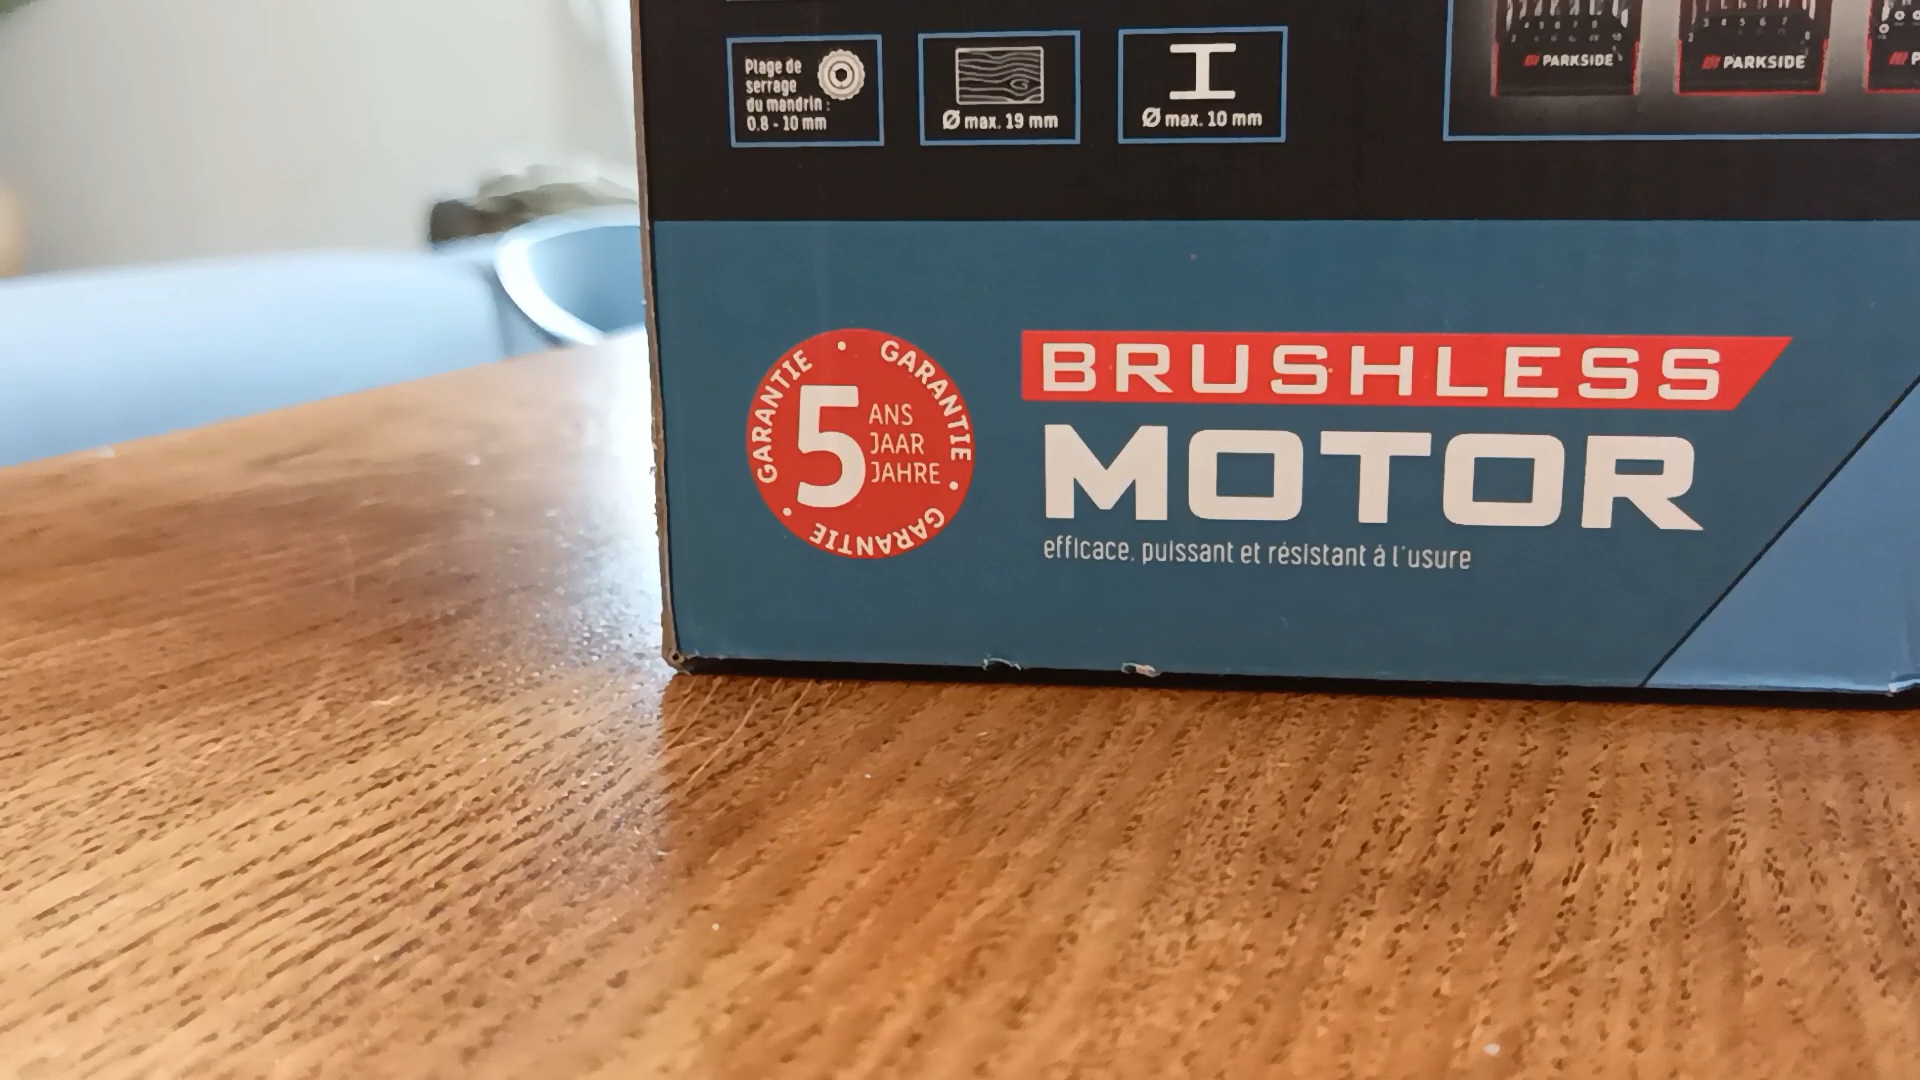 Plage de
serrage
du mandrin :
0,8 - 10 mm
Ø max. 19 mm
Ø max. 10 mm
PARKSIDE
PARKSIDE
GARANTIE • GARANTIE • GARANTIE •
5
ANS
JAAR
JAHRE
BRUSHLESS
MOTOR
efficace, puissant et résistant à l'usure